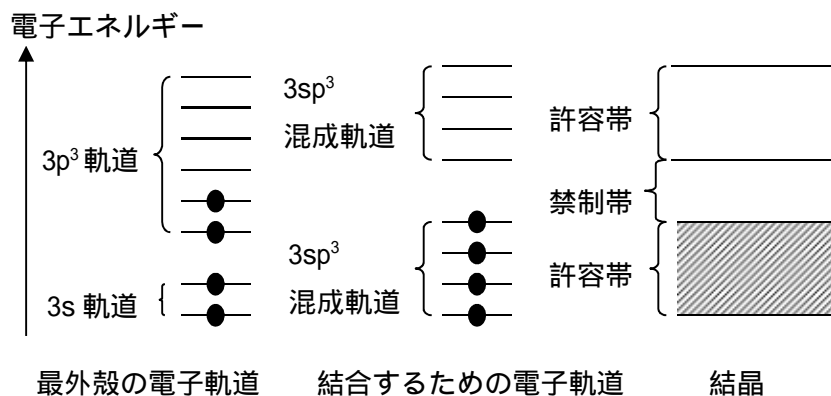 電子エネルギー
3p³ 軌道
3s 軌道
最外殻の電子軌道
3sp³
混成軌道
3sp³
混成軌道
結合するための電子軌道
許容帯
禁制帯
許容帯
結晶